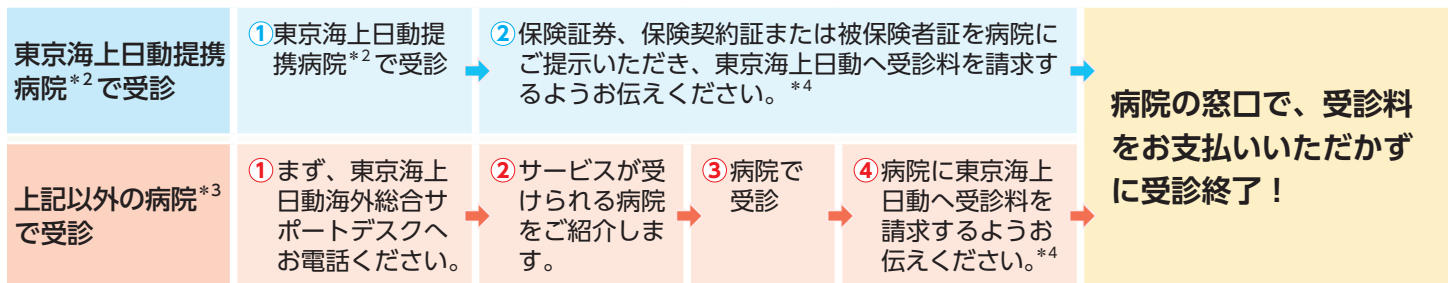 東京海上日動提携
病院*2で受診
①東京海上日動提
携病院*2で受診
②保険証券、保険契約証または被保険者証を病院に
ご提示いただき、東京海上日動へ受診料を請求す
るようお伝えください。*4
上記以外の病院*3
で受診
①まず、東京海上
日動海外総合サ
ポートデスクへ
お電話ください。
②サービスが受
けられる病院
をご紹介しま
す。
③病院で
受診
④病院に東京海上
日動へ受診料を
請求するようお
伝えください。*4
病院の窓口で、受診料
をお支払いいただかず
に受診終了！